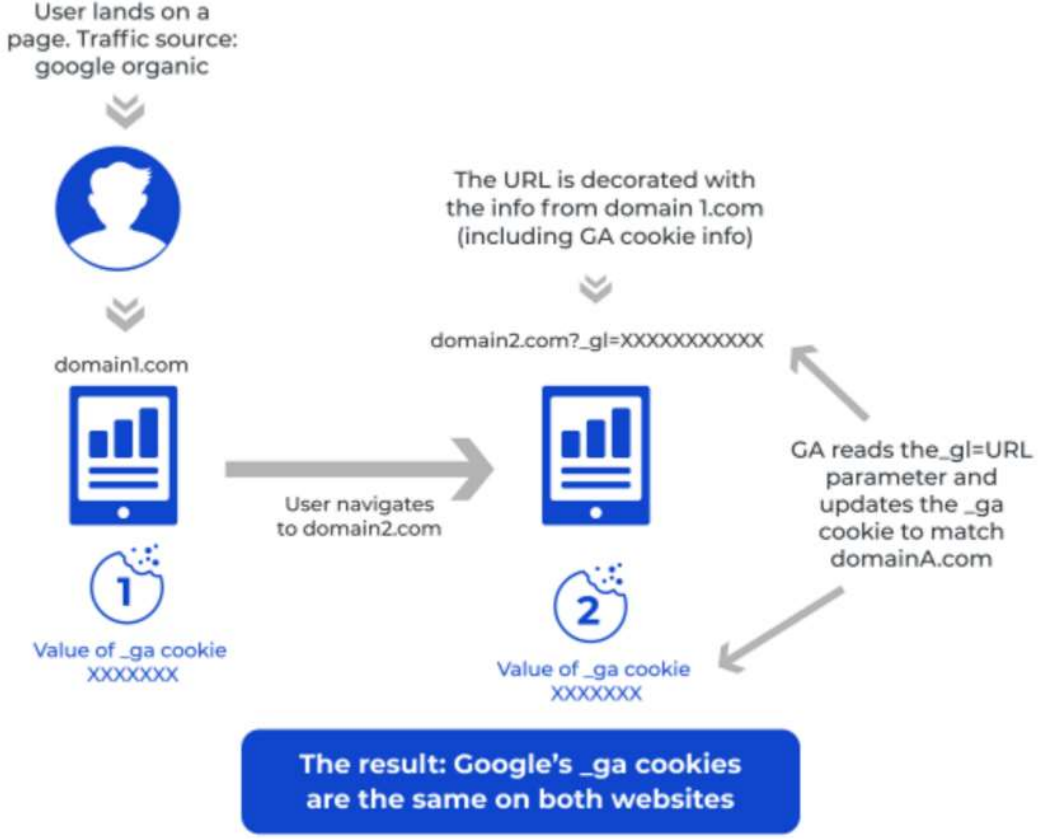 User lands on a
page. Traffic source:
google organic
domain1.com
1
Value of _ga cookie
XXXXXXX
User navigates
to domain2.com
The URL is decorated with
the info from domain 1.com
(including GA cookie info)
domain2.com?_gl=XXXXXXXXXXX
2
Value of _ga cookie
XXXXXXX
GA reads the_gl=URL
parameter and
updates the _ga
cookie to match
domainA.com
The result: Google’s _ga cookies
are the same on both websites